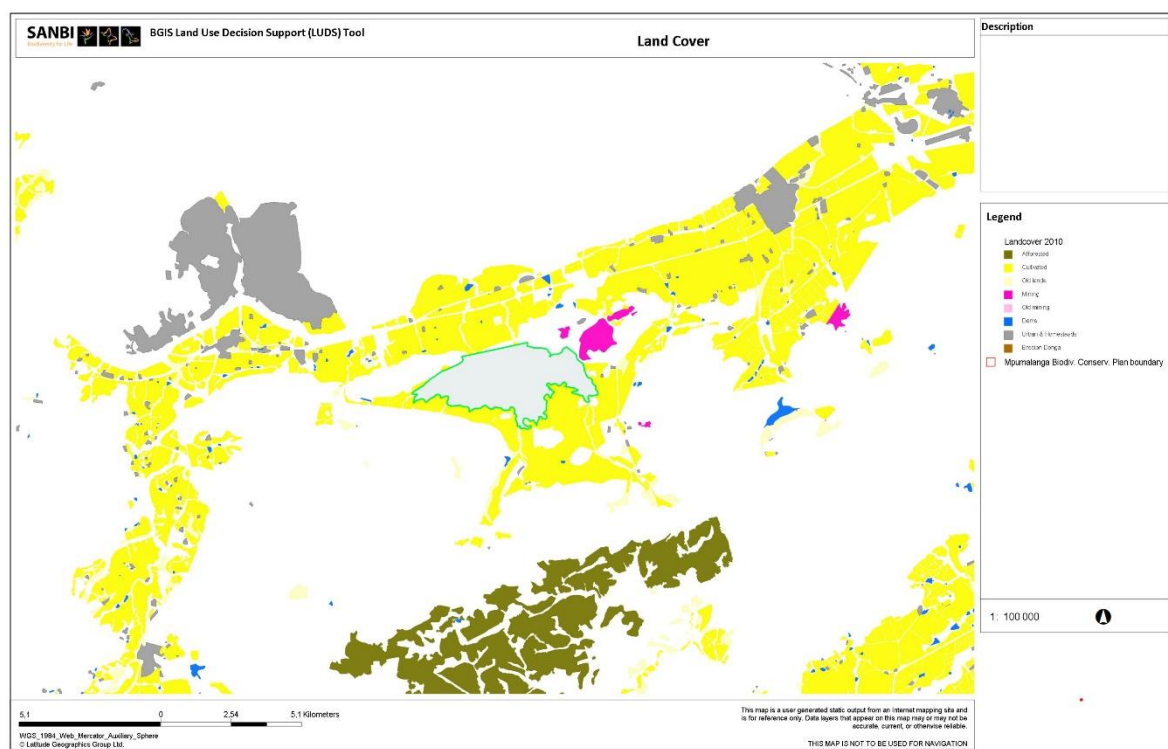 SANBI
Biodiversity for Life
BGIS Land Use Decision Support (LUDS) Tool
Land Cover
Description
Legend
Landcover 2010
Afforested
Cultivated
Old lands
Mining
Old mining
Dams
Urban & Homesteads
Erosion Donga
Mpumalanga Biodiv. Conserv. Plan boundary
1: 100 000
5,1 0 2,54 5,1 Kilometers
WGS_1984_Web_Mercator_Auxiliary_Sphere
© Latitude Geographics Group Ltd.
This map is a user generated static output from an Internet mapping site and
is for reference only. Data layers that appear on this map may or may not be
accurate, current, or otherwise reliable.
THIS MAP IS NOT TO BE USED FOR NAVIGATION